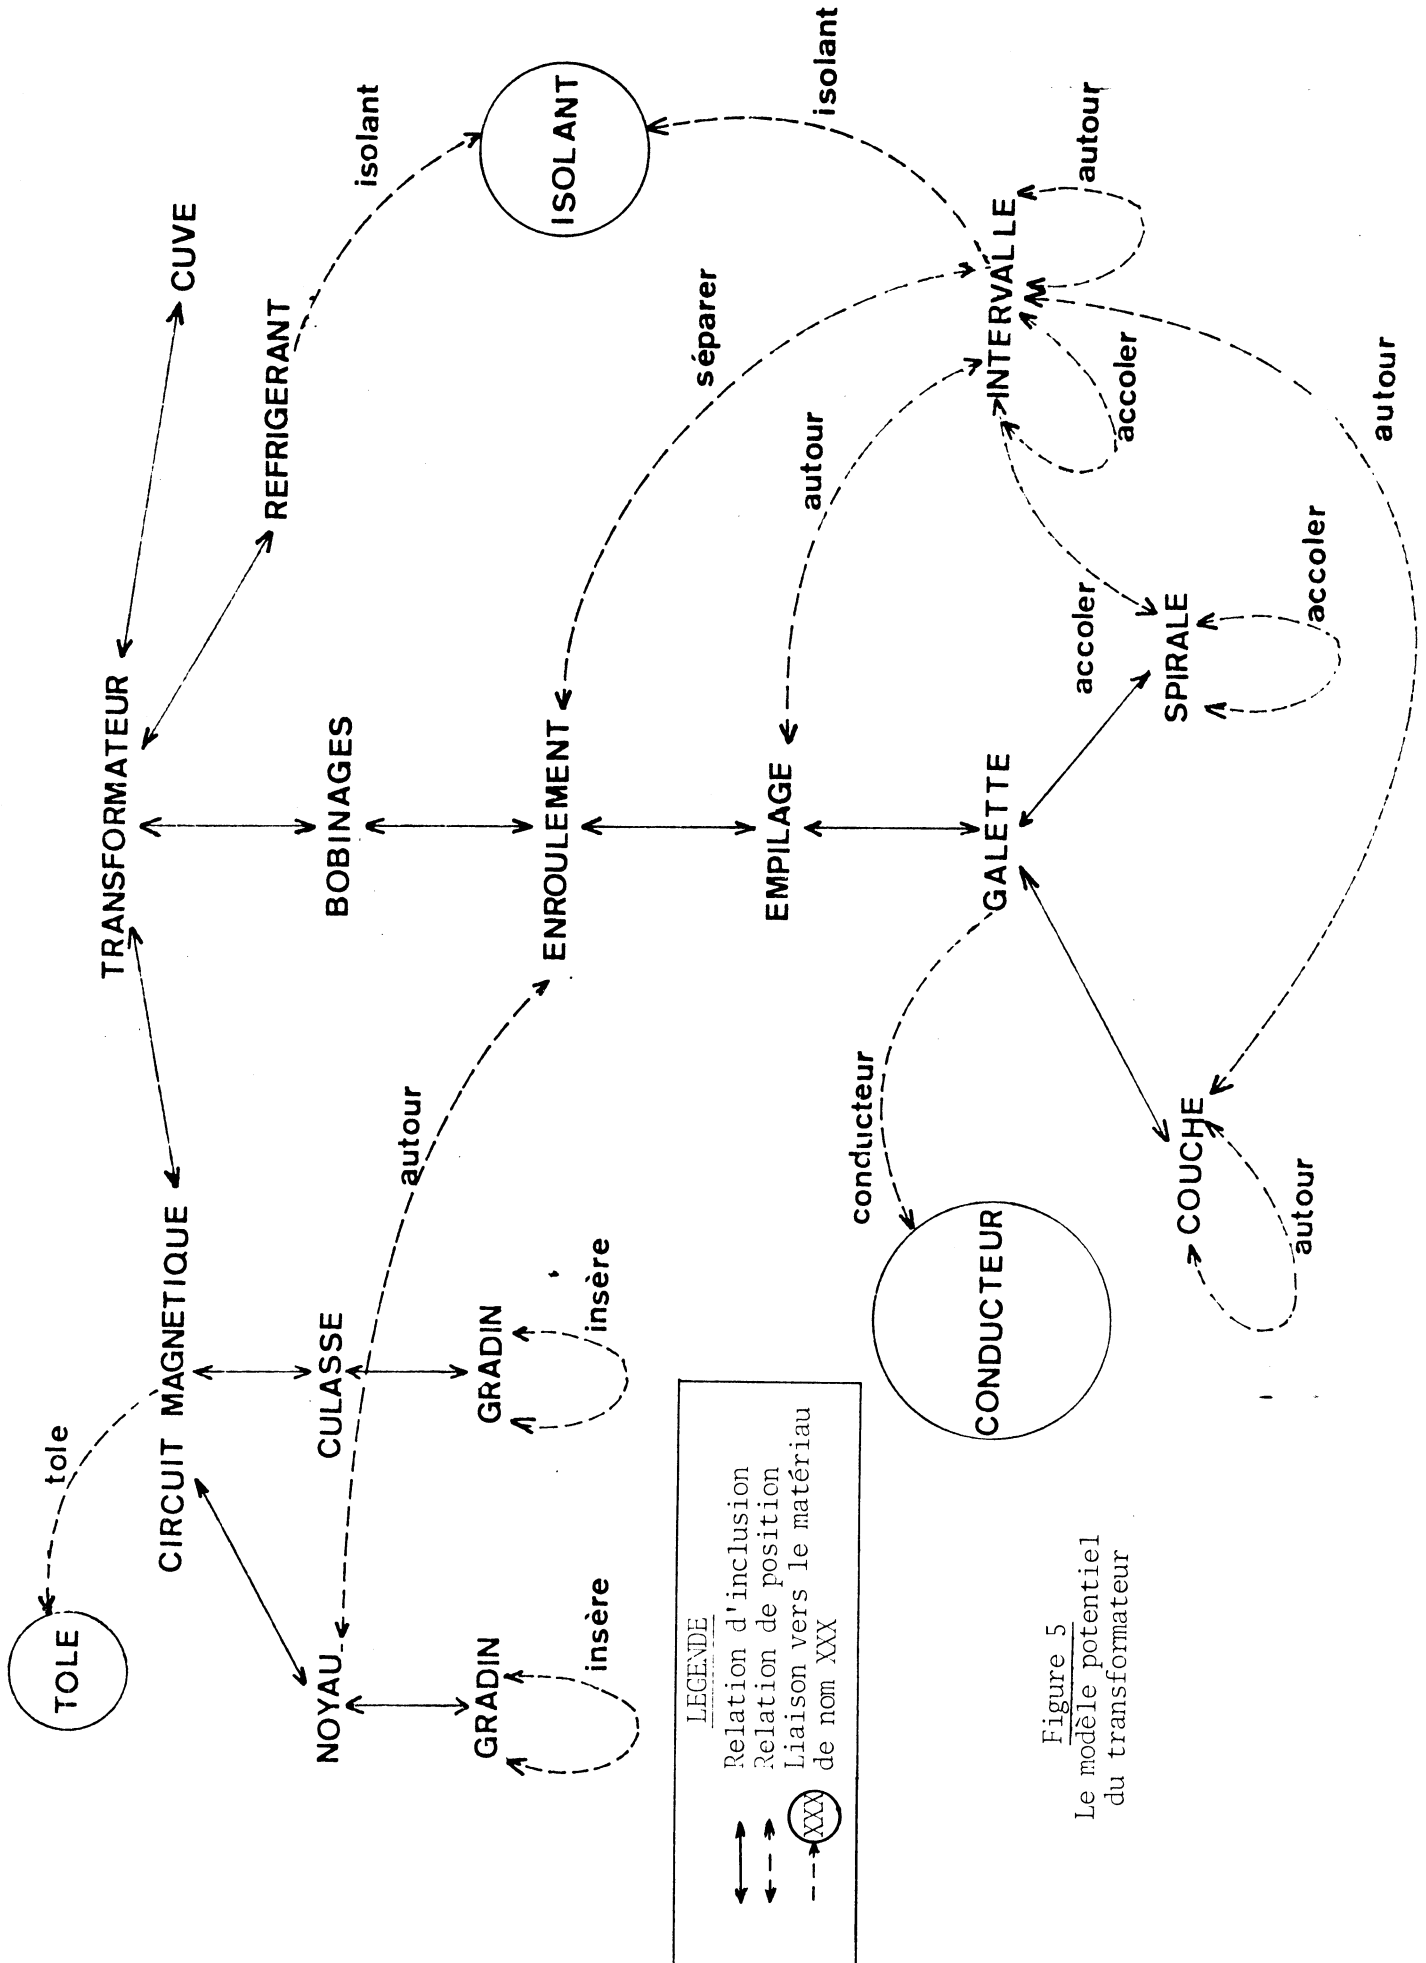 TRANSFORMATEUR
CUVE
REFRIGERANT
isolant
ISOLANT
isolant
CIRCUIT MAGNETIQUE
tole
TOLE
BOBINAGES
NOYAU
CULASSE
autour
ENROULEMENT
séparer
GRADIN
insère
GRADIN
insère
EMPILAGE
autour
INTERVALLE
autour
accoler
autour
GALETTE
conducteur
CONDUCTEUR
accoler
SPIRALE
accoler
COUCHE
autour
LEGENDE
Relation d'inclusion
Relation de position
XXX Liaison vers le matériau
de nom XXX
Figure 5
Le modèle potentiel
du transformateur